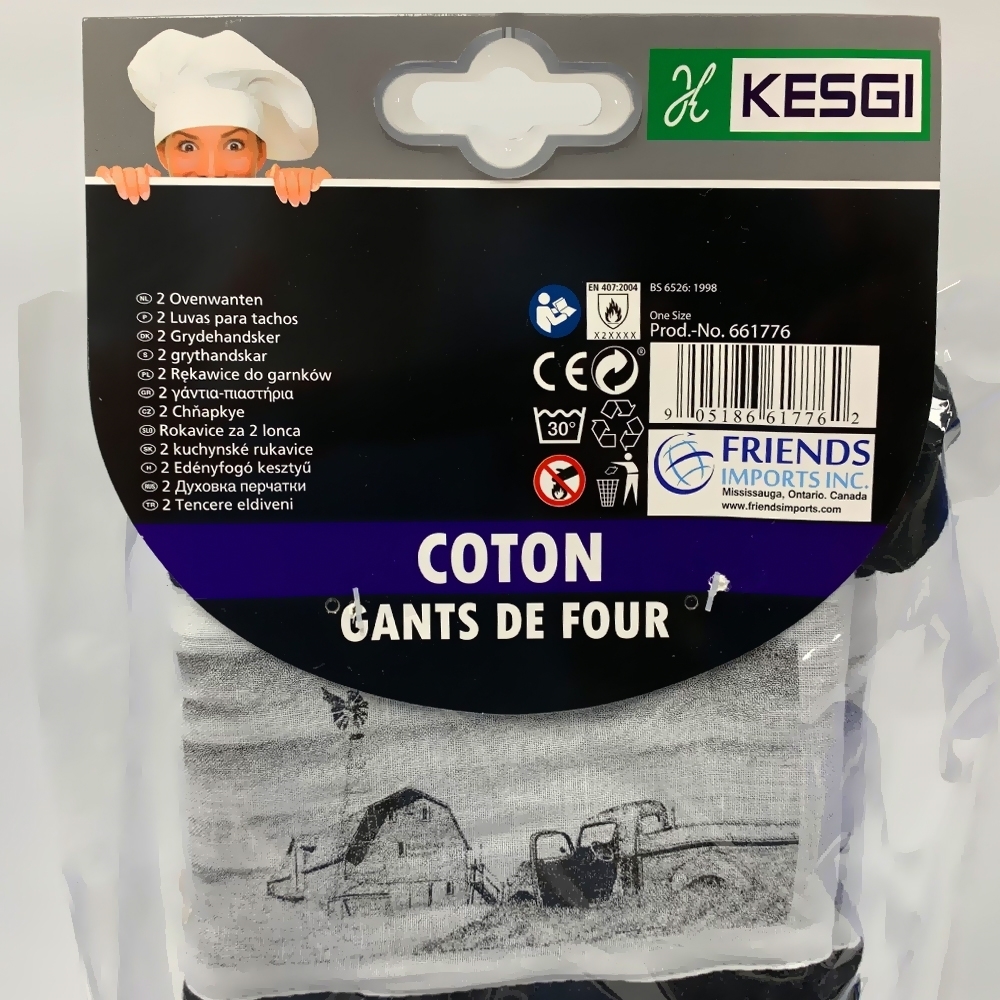 KESGI
NL 2 Ovenwanten
P 2 Luvas para tachos
DK 2 Grydehandsker
S 2 grythandskar
PL 2 Rękawice do garnków
GR 2 γάντια-πιαστήρια
CZ 2 Chňapkye
SLO Rokavice za 2 lonca
SK 2 kuchynské rukavice
H 2 Edényfogó kesztyű
RUS 2 Духовка перчатки
TR 2 Tencere eldiveni
EN 407:2004
X2XXXX
BS 6526: 1998
One Size
Prod.-No. 661776
CE
30°
9 05186 61776 2
FRIENDS
IMPORTS INC.
Mississauga, Ontario. Canada
www.friendsimports.com
COTON
GANTS DE FOUR